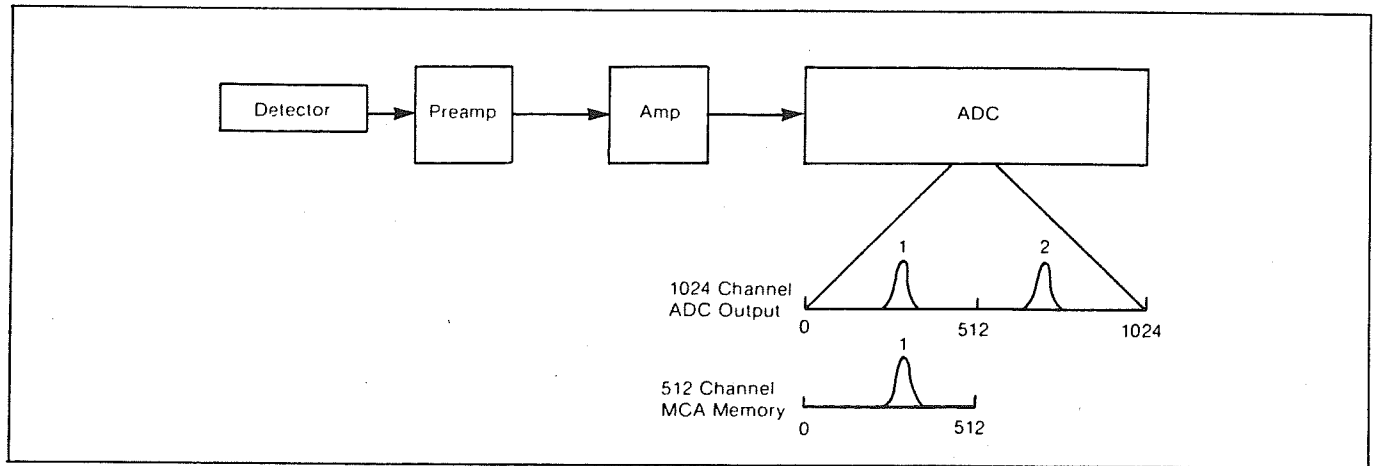 Detector
Preamp
Amp
ADC
1
2
1024 Channel
ADC Output
0
512
1024
1
512 Channel
MCA Memory
0
512